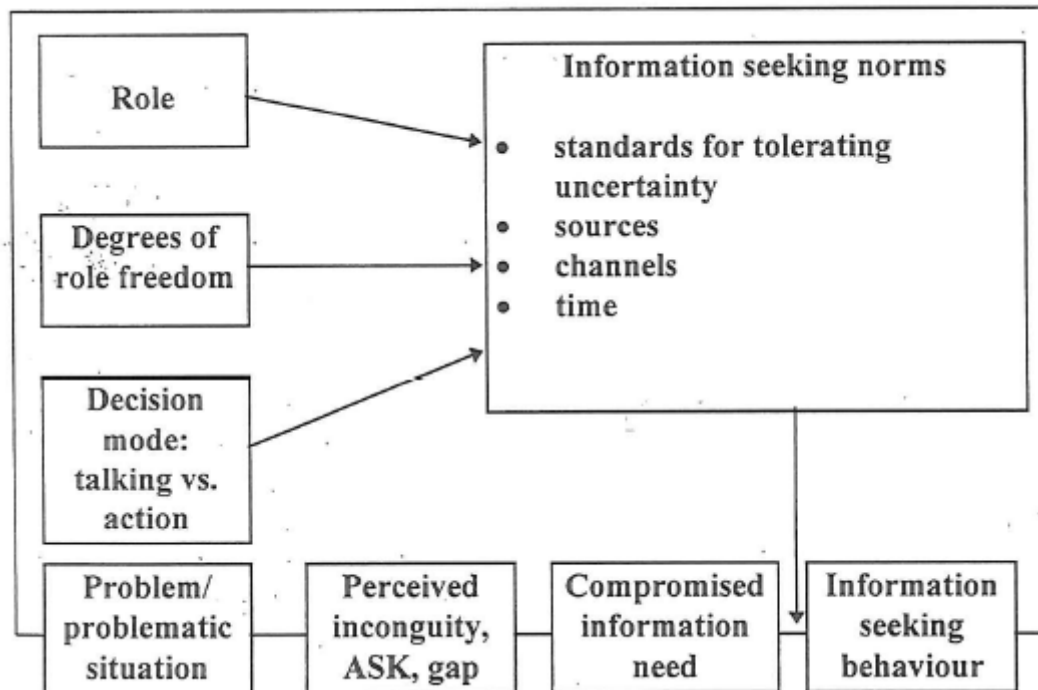 Role
Information seeking norms
• standards for tolerating
uncertainty
• sources
• channels
• time
Degrees of
role freedom
Decision
mode:
talking vs.
action
Problem/
problematic
situation
Perceived
inconguity,
ASK, gap
Compromised
information
need
Information
seeking
behaviour